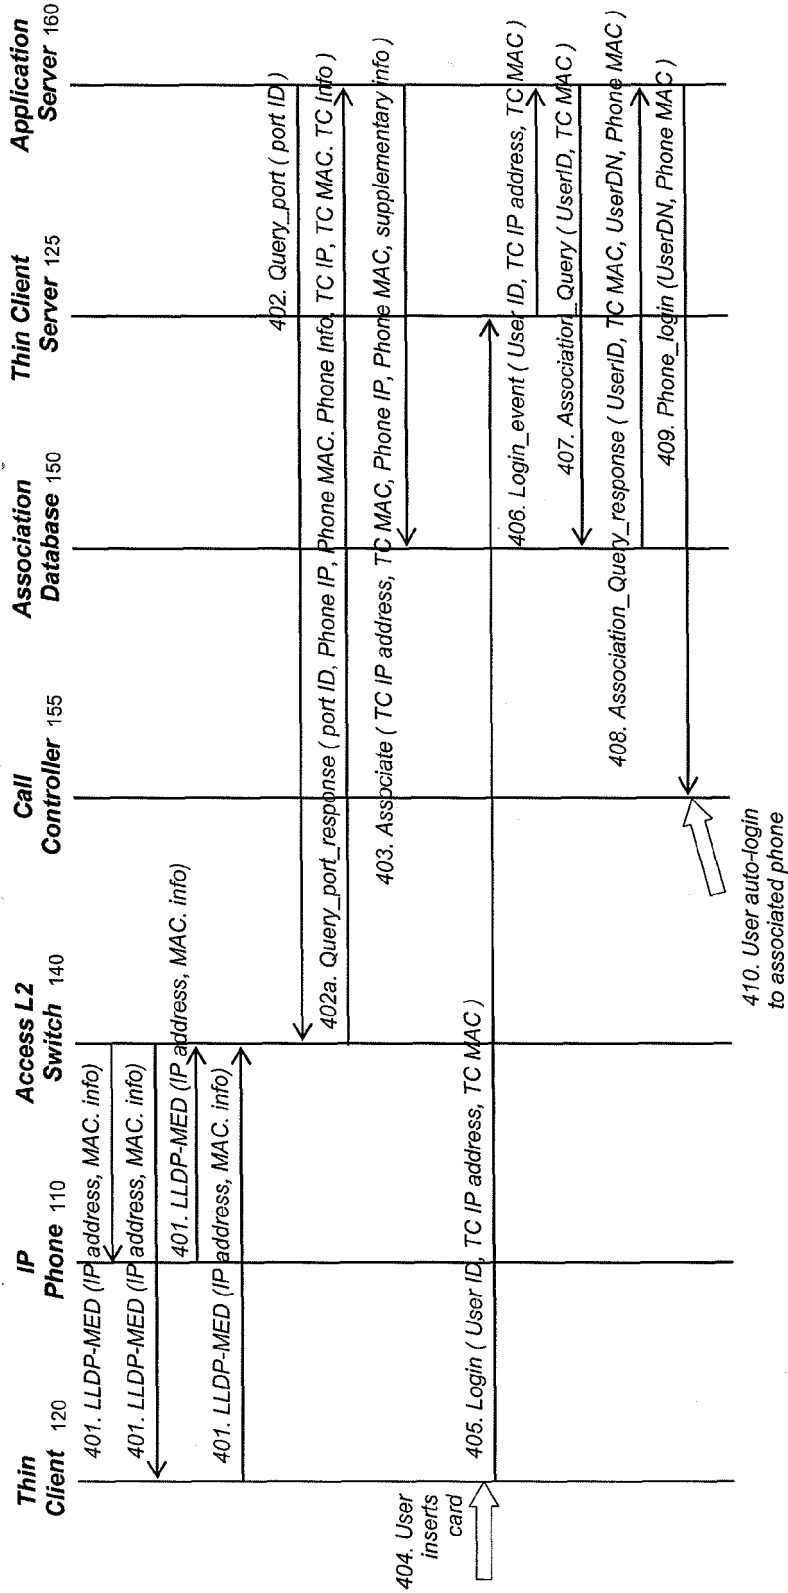 Thin
Client 120
IP
Phone 110
Access L2
Switch 140
Call
Controller 155
Association
Database 150
Thin Client
Server 125
Application
Server 160
401. LLDP-MED (IP address, MAC. info)
401. LLDP-MED (IP address, MAC. info)
401. LLDP-MED (IP address, MAC. info)
401. LLDP-MED (IP address, MAC. info)
402. Query_port ( port ID )
402a. Query_port_response ( port ID, Phone IP, Phone MAC. Phone Info, TC IP, TC MAC. TC Info )
403. Associate ( TC IP address, TC MAC, Phone IP, Phone MAC, supplementary info )
404. User
inserts
card
405. Login ( User ID, TC IP address, TC MAC )
406. Login_event ( User ID, TC IP address, TC MAC )
407. Association_Query ( UserID, TC MAC )
408. Association_Query_response ( UserID, TC MAC, UserDN, Phone MAC )
409. Phone_login (UserDN, Phone MAC )
410. User auto-login
to associated phone